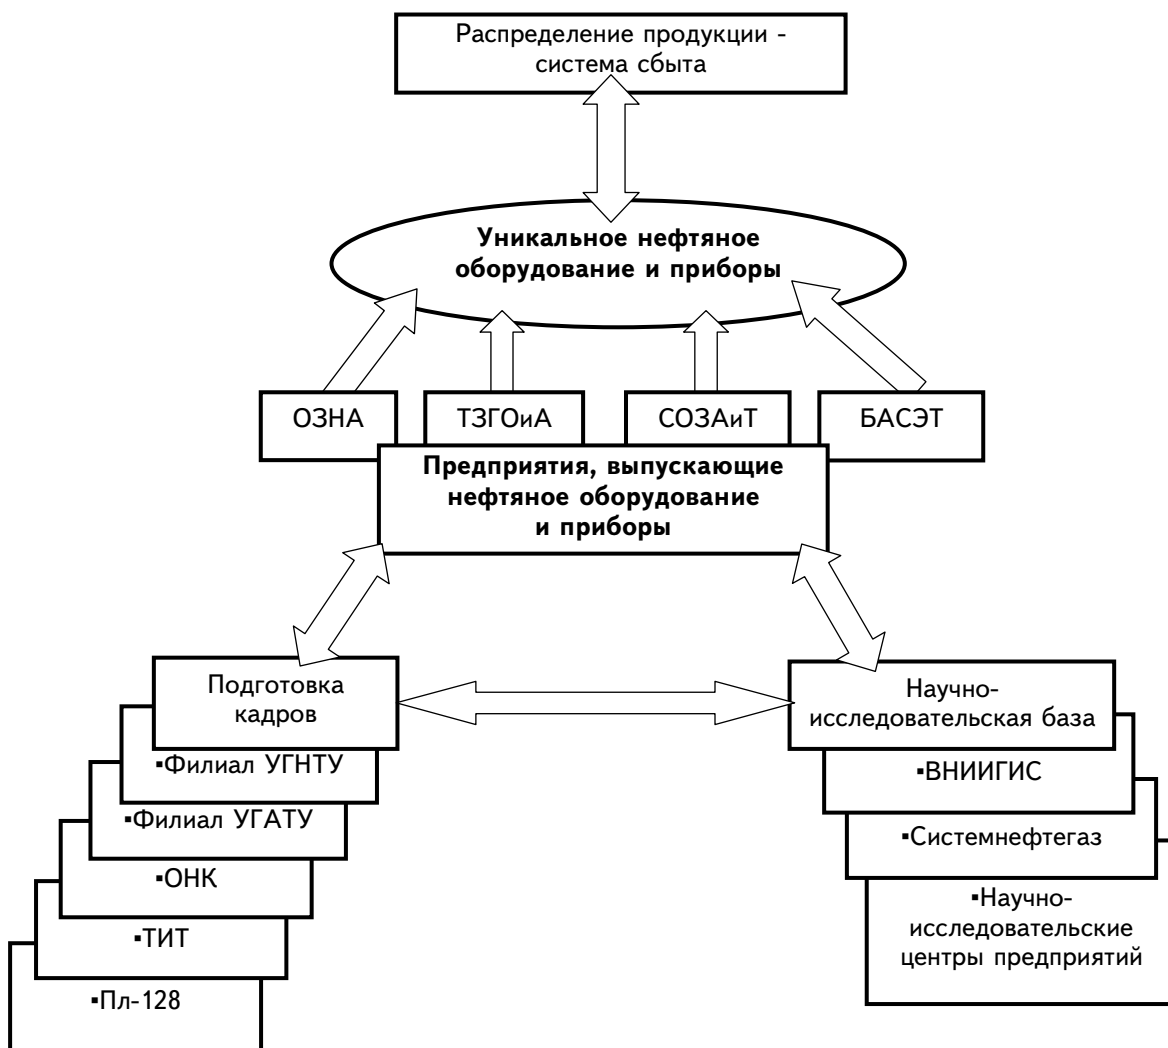 Распределение продукции -
система сбыта
Уникальное нефтяное
оборудование и приборы
ОЗНА
ТЗГОиА
СОЗАиТ
БАСЭТ
Предприятия, выпускающие
нефтяное оборудование
и приборы
Подготовка
кадров
▪Филиал УГНТУ
▪Филиал УГАТУ
▪ОНК
▪ТИТ
▪Пл-128
Научно-
исследовательская база
▪ВНИИГИС
▪Системнефтегаз
▪Научно-
исследовательские
центры предприятий